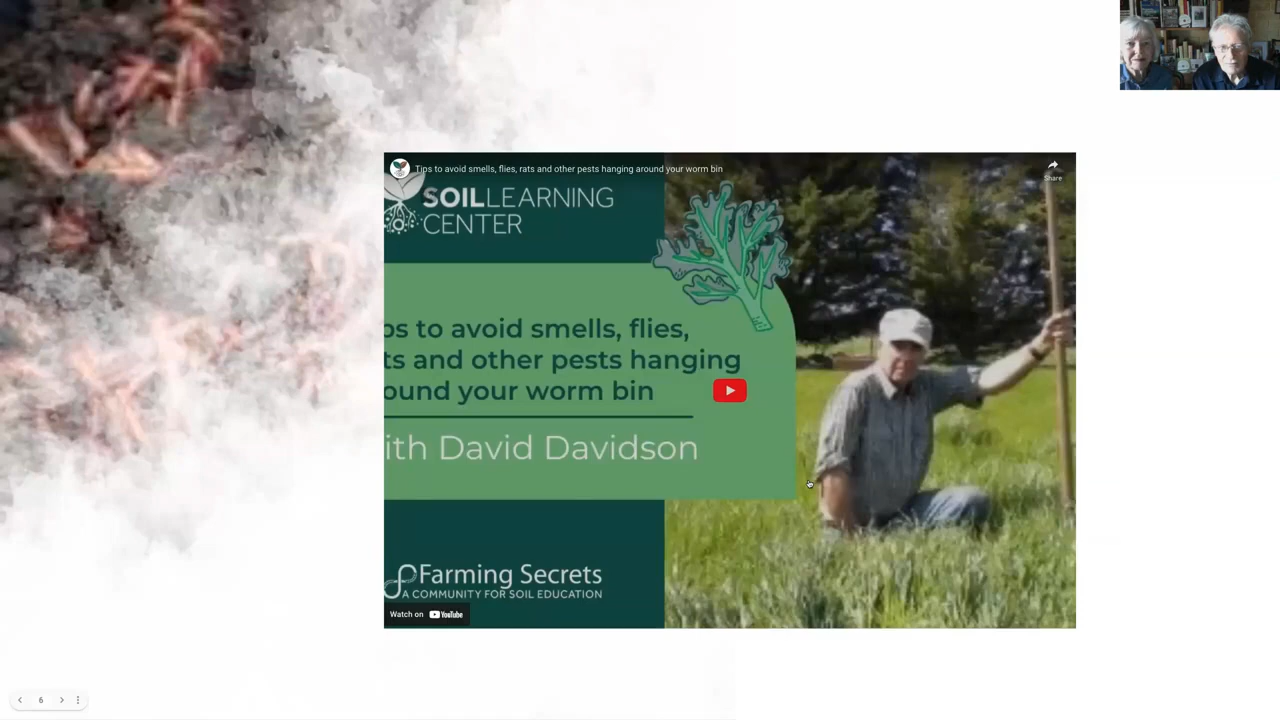 Tips to avoid smells, flies, rats and other pests hanging around your worm bin
Share
SOILLEARNING
CENTER
ps to avoid smells, flies,
ts and other pests hanging
ound your worm bin
ith David Davidson
Farming Secrets
A COMMUNITY FOR SOIL EDUCATION
Watch on YouTube
6